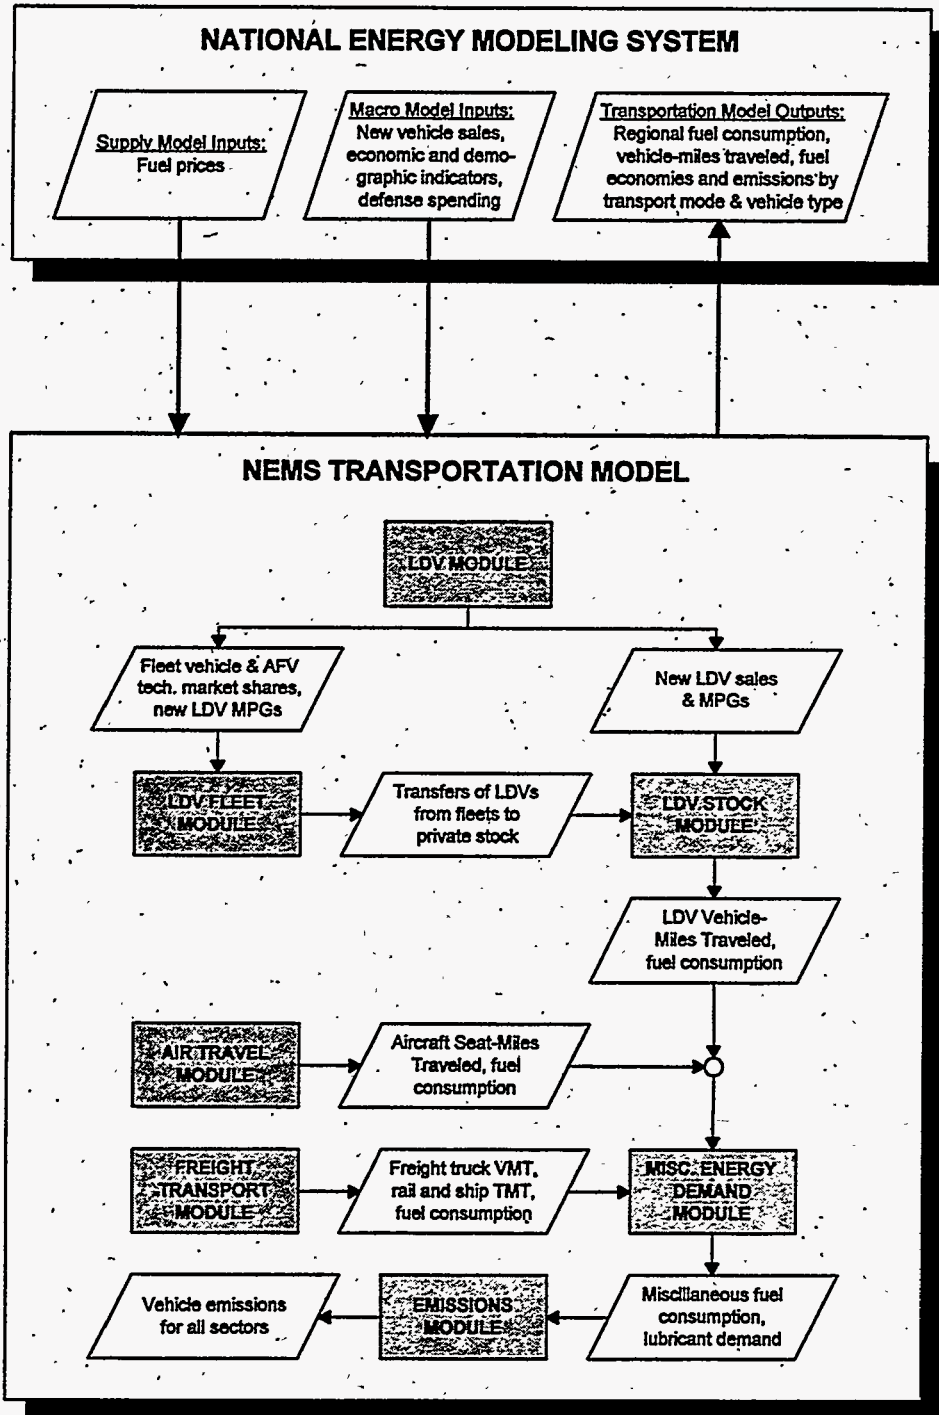 NATIONAL ENERGY MODELING SYSTEM
Supply Model Inputs:
Fuel prices
Macro Model Inputs:
New vehicle sales,
economic and demo-
graphic indicators,
defense spending
Transportation Model Outputs:
Regional fuel consumption,
vehicle-miles traveled, fuel
economies and emissions by
transport mode & vehicle type
NEMS TRANSPORTATION MODEL
LDV MODULE
Fleet vehicle & AFV
tech. market shares,
new LDV MPGs
New LDV sales
& MPGs
LDV FLEET
MODULE
Transfers of LDVs
from fleets to
private stock
LDV STOCK
MODULE
LDV Vehicle-
Miles Traveled,
fuel consumption
AIR TRAVEL
MODULE
Aircraft Seat-Miles
Traveled, fuel
consumption
FREIGHT
TRANSPORT
MODULE
Freight truck VMT,
rail and ship TMT,
fuel consumption
MISC. ENERGY
DEMAND
MODULE
Vehicle emissions
for all sectors
EMISSIONS
MODULE
Miscillaneous fuel
consumption,
lubricant demand